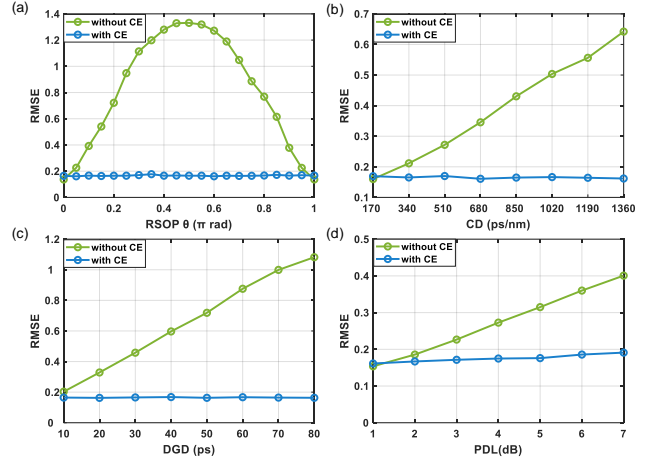 (a)
without CE
with CE
RMSE
1.4
1.2
1
0.8
0.6
0.4
0.2
0
0 0.2 0.4 0.6 0.8 1
RSOP θ (π rad)
(b)
without CE
with CE
RMSE
0.7
0.6
0.5
0.4
0.3
0.2
0.1
170 340 510 680 850 1020 1190 1360
CD (ps/nm)
(c)
without CE
with CE
RMSE
1.2
1
0.8
0.6
0.4
0.2
0
10 20 30 40 50 60 70 80
DGD (ps)
(d)
without CE
with CE
RMSE
0.5
0.4
0.3
0.2
0.1
0
1 2 3 4 5 6 7
PDL(dB)